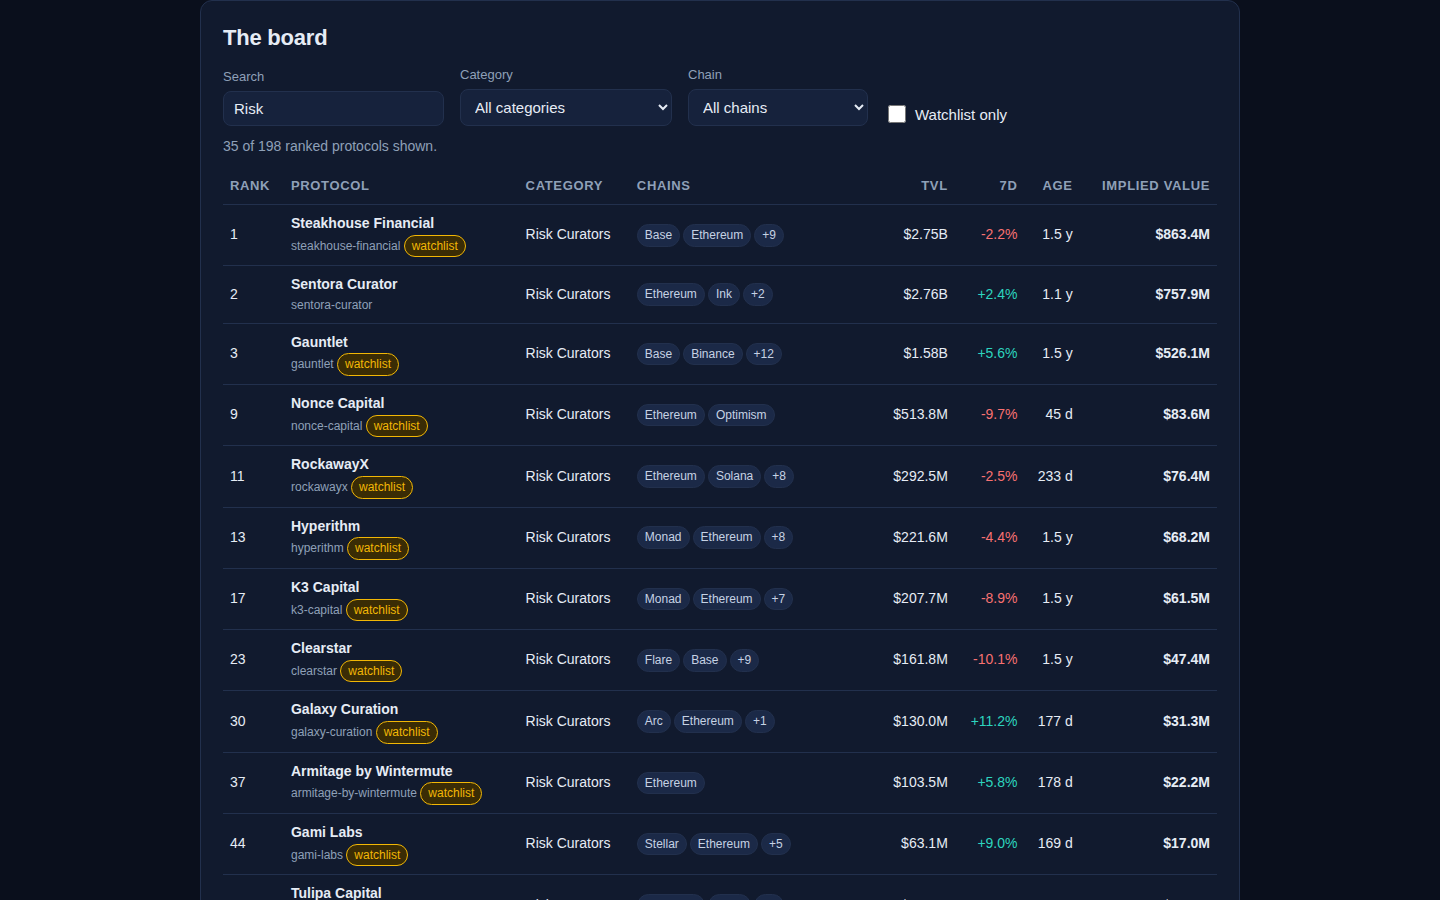 The board
Search Category Chain
Risk All categories All chains Watchlist only
35 of 198 ranked protocols shown.
RANK PROTOCOL CATEGORY CHAINS TVL 7D AGE IMPLIED VALUE
1 Steakhouse Financial Risk Curators Base Ethereum +9 $2.75B -2.2% 1.5 y $863.4M
steakhouse-financial watchlist
2 Sentora Curator Risk Curators Ethereum Ink +2 $2.76B +2.4% 1.1 y $757.9M
sentora-curator
3 Gauntlet Risk Curators Base Binance +12 $1.58B +5.6% 1.5 y $526.1M
gauntlet watchlist
9 Nonce Capital Risk Curators Ethereum Optimism $513.8M -9.7% 45 d $83.6M
nonce-capital watchlist
11 RockawayX Risk Curators Ethereum Solana +8 $292.5M -2.5% 233 d $76.4M
rockawayx watchlist
13 Hyperithm Risk Curators Monad Ethereum +8 $221.6M -4.4% 1.5 y $68.2M
hyperithm watchlist
17 K3 Capital Risk Curators Monad Ethereum +7 $207.7M -8.9% 1.5 y $61.5M
k3-capital watchlist
23 Clearstar Risk Curators Flare Base +9 $161.8M -10.1% 1.5 y $47.4M
clearstar watchlist
30 Galaxy Curation Risk Curators Arc Ethereum +1 $130.0M +11.2% 177 d $31.3M
galaxy-curation watchlist
37 Armitage by Wintermute Risk Curators Ethereum $103.5M +5.8% 178 d $22.2M
armitage-by-wintermute watchlist
44 Gami Labs Risk Curators Stellar Ethereum +5 $63.1M +9.0% 169 d $17.0M
gami-labs watchlist
Tulipa Capital